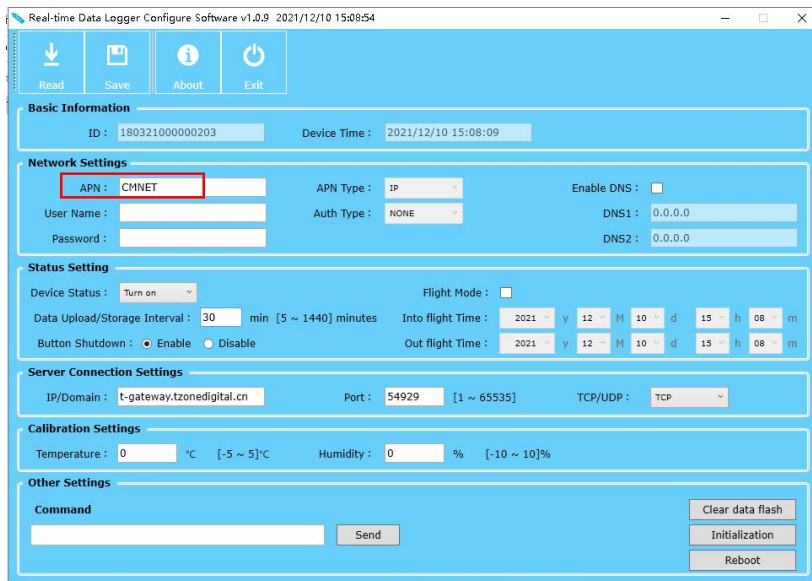 Real-time Data Logger Configure Software v1.0.9 2021/12/10 15:08:54
Read Save About Exit
Basic Information
ID: 180321000000203 Device Time: 2021/12/10 15:08:09
Network Settings
APN: CMNET APN Type: IP Enable DNS:
User Name: Auth Type: NONE DNS1: 0.0.0.0
Password: DNS2: 0.0.0.0
Status Setting
Device Status: Turn on Flight Mode:
Data Upload/Storage Interval: 30 min [5 ~ 1440] minutes Into flight Time: 2021 y 12 M 10 d 15 h 08 m
Button Shutdown: Enable Disable Out flight Time: 2021 y 12 M 10 d 15 h 08 m
Server Connection Settings
IP/Domain: t-gateway.tzonedigital.cn Port: 54929 [1 ~ 65535] TCP/UDP: TCP
Calibration Settings
Temperature: 0 °C [-5 ~ 5]°C Humidity: 0 % [-10 ~ 10]%
Other Settings
Command Clear data flash
Send Initialization
Reboot